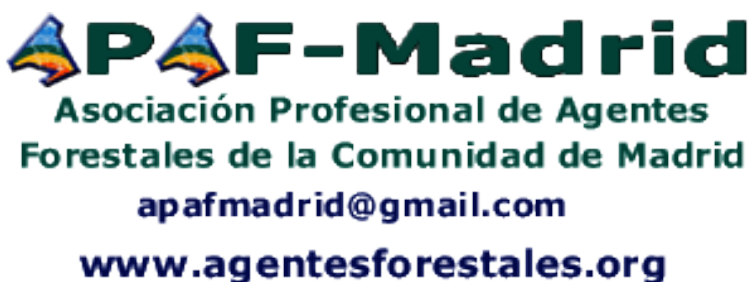 APAF-Madrid
Asociación Profesional de Agentes
Forestales de la Comunidad de Madrid
apafmadrid@gmail.com
www.agentesforestales.org